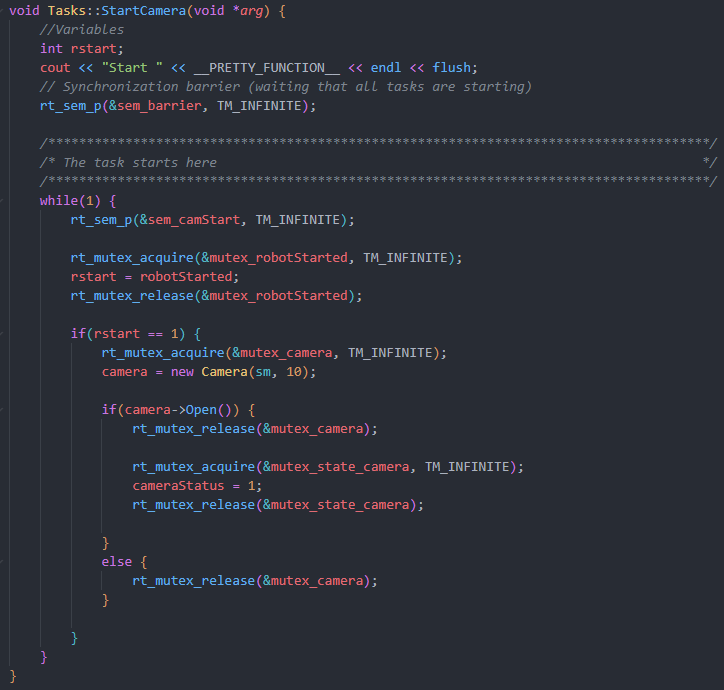 void Tasks::StartCamera(void *arg) {
    //Variables
    int rstart;
    cout << "Start " << __PRETTY_FUNCTION__ << endl << flush;
    // Synchronization barrier (waiting that all tasks are starting)
    rt_sem_p(&sem_barrier, TM_INFINITE);

    /**************************************************************************************/
    /* The task starts here                                                               */
    /**************************************************************************************/
    while(1) {
        rt_sem_p(&sem_camStart, TM_INFINITE);

        rt_mutex_acquire(&mutex_robotStarted, TM_INFINITE);
        rstart = robotStarted;
        rt_mutex_release(&mutex_robotStarted);

        if(rstart == 1) {
            rt_mutex_acquire(&mutex_camera, TM_INFINITE);
            camera = new Camera(sm, 10);

            if(camera->Open()) {
                rt_mutex_release(&mutex_camera);

                rt_mutex_acquire(&mutex_state_camera, TM_INFINITE);
                cameraStatus = 1;
                rt_mutex_release(&mutex_state_camera);

            }
            else {
                rt_mutex_release(&mutex_camera);
            }

        }
    }
}